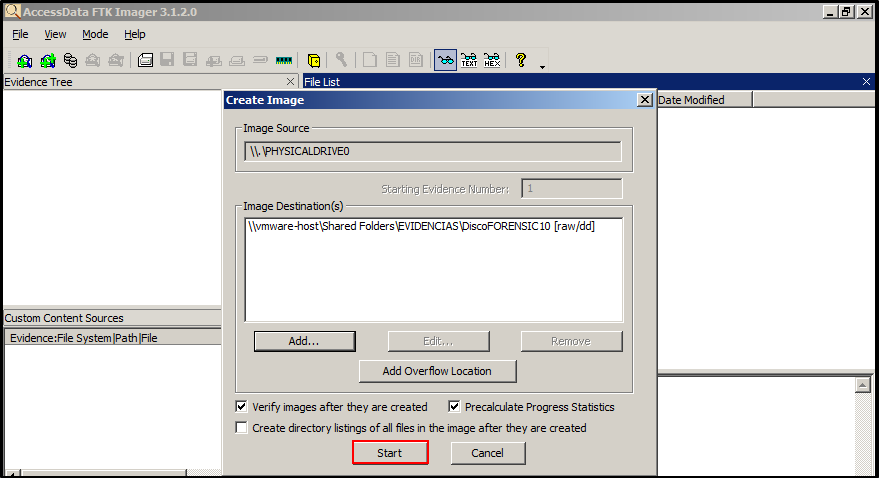 AccessData FTK Imager 3.1.2.0
File View Mode Help
TEXT HEX
Evidence Tree
File List
Date Modified
Create Image
Image Source
\\.\PHYSICALDRIVE0
Starting Evidence Number: 1
Image Destination(s)
\\vmware-host\Shared Folders\EVIDENCIAS\DiscoFORENSIC10 [raw/dd]
Custom Content Sources
Evidence:File System|Path|File
Add... Edit... Remove
Add Overflow Location
Verify images after they are created Precalculate Progress Statistics
Create directory listings of all files in the image after they are created
Start Cancel